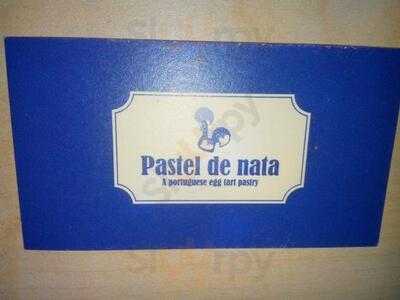 Pastel de nata
A portuguese egg tart pastry